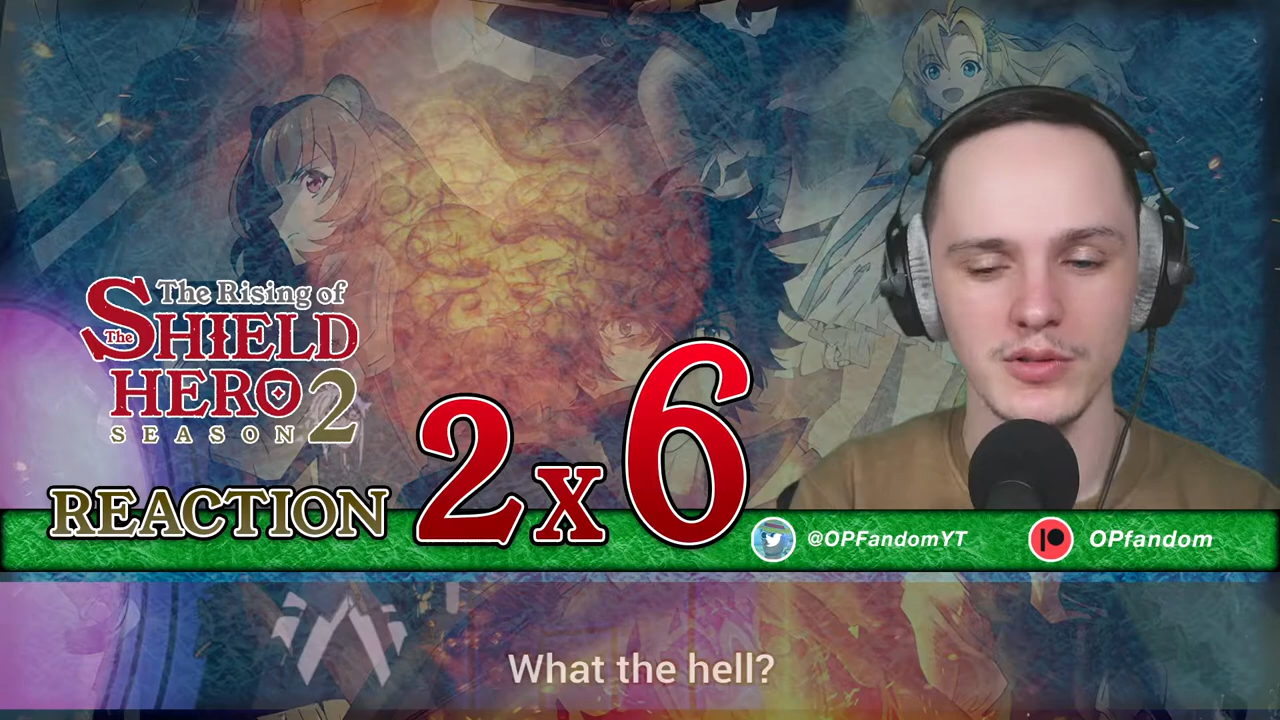 The Rising of
The SHIELD
HERO 2
SEASON
REACTION 2x6
@OPFandomYT
OPfandom
What the hell?